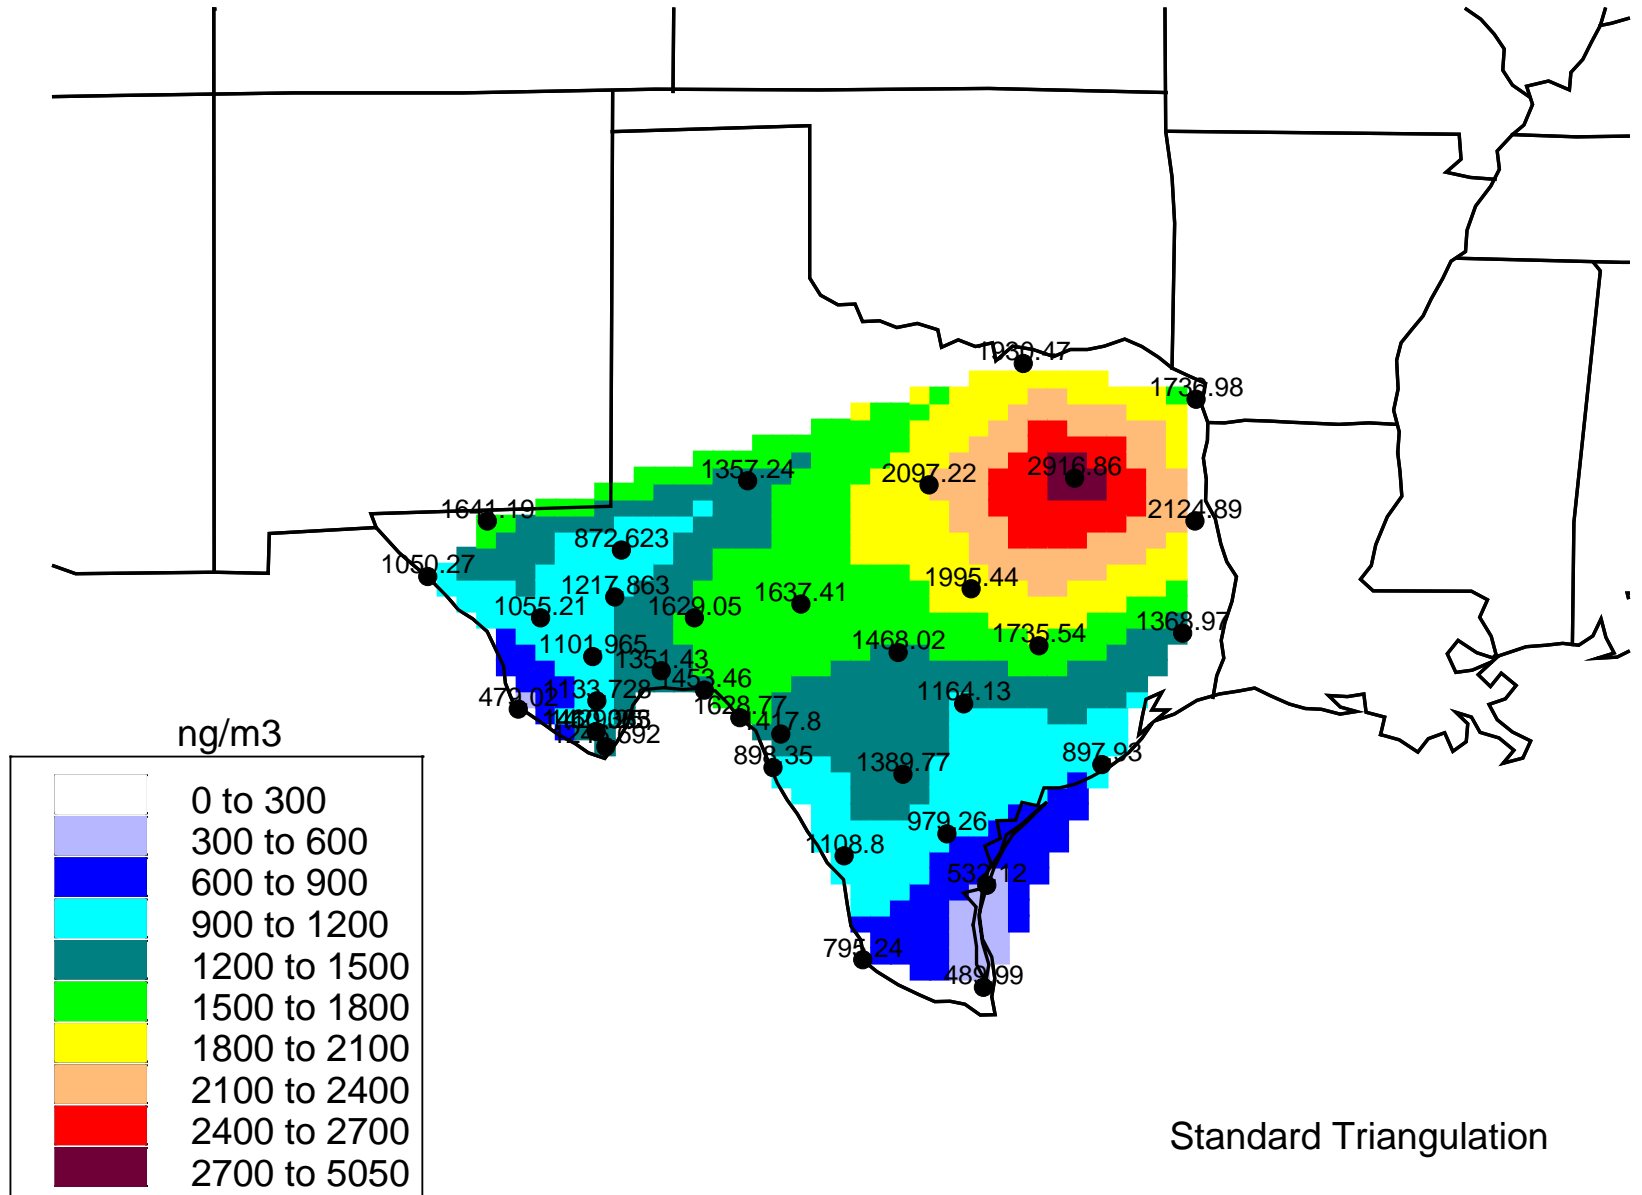 1930.47
1736.98
1357.24
2097.22
2916.86
1641.19
2124.89
872.623
1050.27
1217.863
1995.44
1055.21
1629.05
1637.41
1368.97
1468.02
1735.54
1101.965
1351.43
1453.46
1133.728
1164.13
479.02
1628.77
1417.8
898.35
1389.77
897.93
979.26
1108.8
532.12
795.24
489.99
ng/m3
0 to 300
300 to 600
600 to 900
900 to 1200
1200 to 1500
1500 to 1800
1800 to 2100
2100 to 2400
2400 to 2700
2700 to 5050
Standard Triangulation